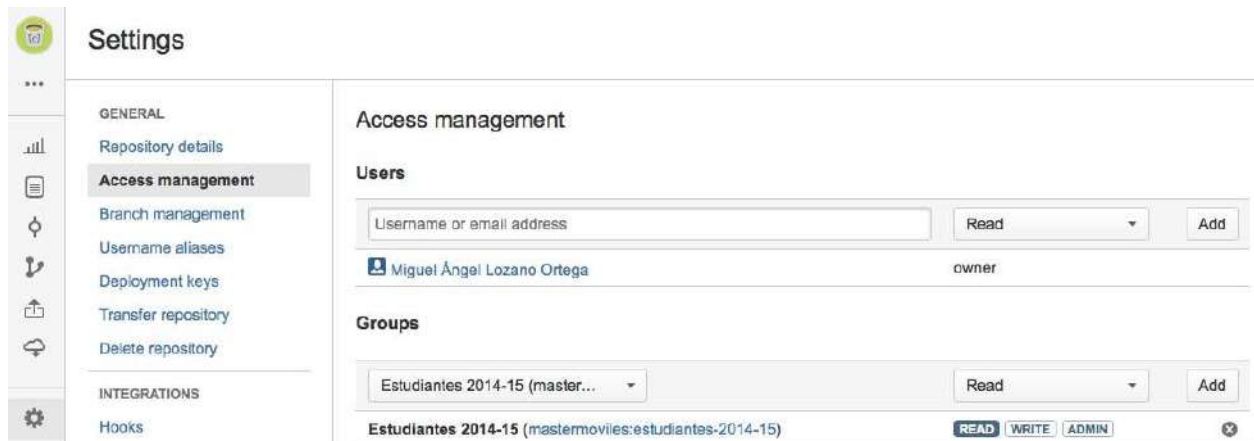 Settings
GENERAL
Repository details
Access management
Branch management
Username aliases
Deployment keys
Transfer repository
Delete repository
INTEGRATIONS
Hooks
Access management
Users
Username or email address
Read
Add
Miguel Ángel Lozano Ortega
owner
Groups
Estudiantes 2014-15 (master...
Read
Add
Estudiantes 2014-15 (mastermoviles:estudiantes-2014-15)
READ WRITE ADMIN